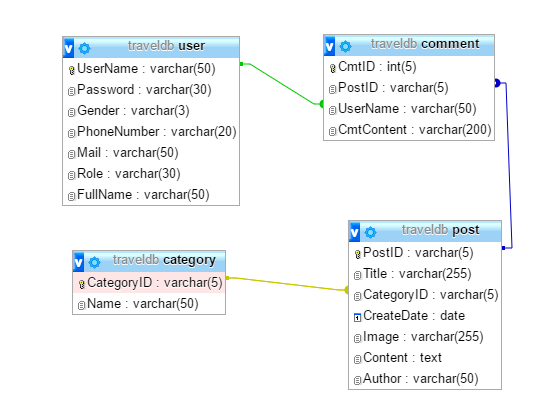 traveldb user
UserName : varchar(50)
Password : varchar(30)
Gender : varchar(3)
PhoneNumber : varchar(20)
Mail : varchar(50)
Role : varchar(30)
FullName : varchar(50)
traveldb comment
CmtID : int(5)
PostID : varchar(5)
UserName : varchar(50)
CmtContent : varchar(200)
traveldb category
CategoryID : varchar(5)
Name : varchar(50)
traveldb post
PostID : varchar(5)
Title : varchar(255)
CategoryID : varchar(5)
CreateDate : date
Image : varchar(255)
Content : text
Author : varchar(50)